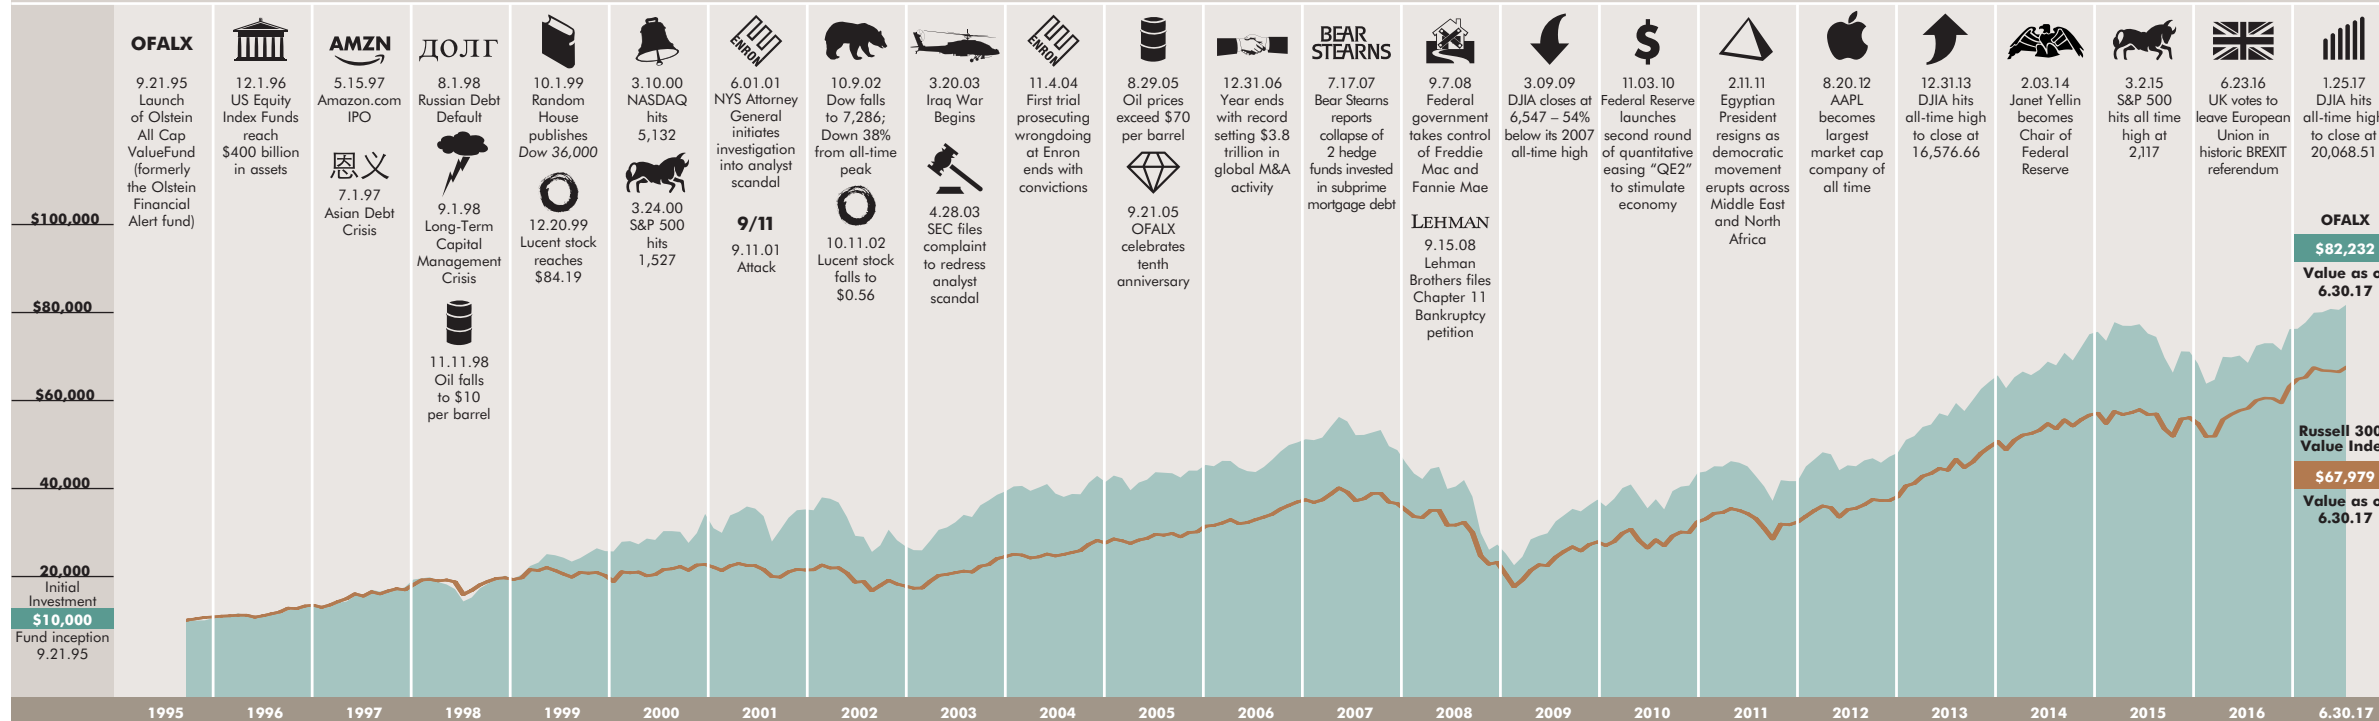 OFALX
9.21.95
Launch
of Olstein
All Cap
ValueFund
(formerly
the Olstein
Financial
Alert fund)
12.1.96
US Equity
Index Funds
reach
$400 billion
in assets
AMZN
5.15.97
Amazon.com
IPO
恩义
7.1.97
Asian Debt
Crisis
ДОЛГ
8.1.98
Russian Debt
Default
9.1.98
Long-Term
Capital
Management
Crisis
11.11.98
Oil falls
to $10
per barrel
10.1.99
Random
House
publishes
Dow 36,000
12.20.99
Lucent stock
reaches
$84.19
3.10.00
NASDAQ
hits
5,132
3.24.00
S&P 500
hits
1,527
ENRON
6.01.01
NYS Attorney
General
initiates
investigation
into analyst
scandal
9/11
9.11.01
Attack
10.9.02
Dow falls
to 7,286;
Down 38%
from all-time
peak
10.11.02
Lucent stock
falls to
$0.56
3.20.03
Iraq War
Begins
4.28.03
SEC files
complaint
to redress
analyst
scandal
ENRON
11.4.04
First trial
prosecuting
wrongdoing
at Enron
ends with
convictions
8.29.05
Oil prices
exceed $70
per barrel
9.21.05
OFALX
celebrates
tenth
anniversary
12.31.06
Year ends
with record
setting $3.8
trillion in
global M&A
activity
BEAR
STEARNS
7.17.07
Bear Stearns
reports
collapse of
2 hedge
funds invested
in subprime
mortgage debt
9.7.08
Federal
government
takes control
of Freddie
Mac and
Fannie Mae
LEHMAN
9.15.08
Lehman
Brothers files
Chapter 11
Bankruptcy
petition
3.09.09
DJIA closes at
6,547 – 54%
below its 2007
all-time high
$
11.03.10
Federal Reserve
launches
second round
of quantitative
easing “QE2”
to stimulate
economy
2.11.11
Egyptian
President
resigns as
democratic
movement
erupts across
Middle East
and North
Africa
8.20.12
AAPL
becomes
largest
market cap
company of
all time
12.31.13
DJIA hits
all-time high
to close at
16,576.66
2.03.14
Janet Yellin
becomes
Chair of
Federal
Reserve
3.2.15
S&P 500
hits all time
high at
2,117
6.23.16
UK votes to
leave European
Union in
historic BREXIT
referendum
1.25.17
DJIA hits
all-time high
to close at
20,068.51
$100,000
$80,000
$60,000
40,000
20,000
Initial
Investment
$10,000
Fund inception
9.21.95
OFALX
$82,232
Value as o
6.30.17
Russell 300
Value Inde
$67,979
Value as o
6.30.17
1995 1996 1997 1998 1999 2000 2001 2002 2003 2004 2005 2006 2007 2008 2009 2010 2011 2012 2013 2014 2015 2016 6.30.17